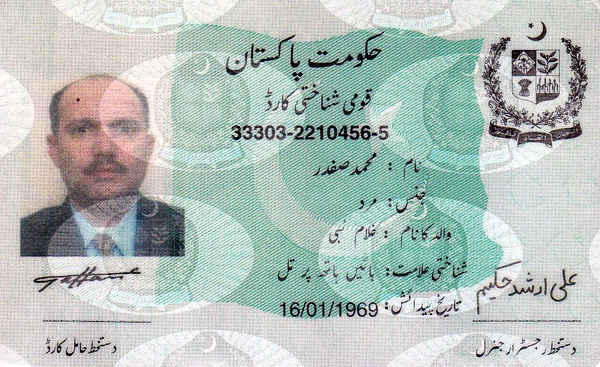 حکومت پاکستان
قومی شناختی کارڈ
33303-2210456-5
نام : محمد صفدر
جنس : مرد
والد کا نام : غلام نبی
شناختی علامت: بائیں ہاتھ پر تل
تاریخ پیدائش: 16/01/1969
علی ارشد حکیم
دستخط حامل کارڈ
دستخط رجسٹرار جنرل